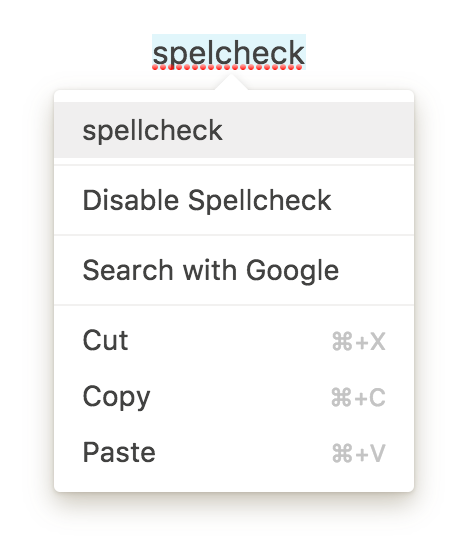 spelcheck
spellcheck
Disable Spellcheck
Search with Google
Cut ⌘+X
Copy ⌘+C
Paste ⌘+V